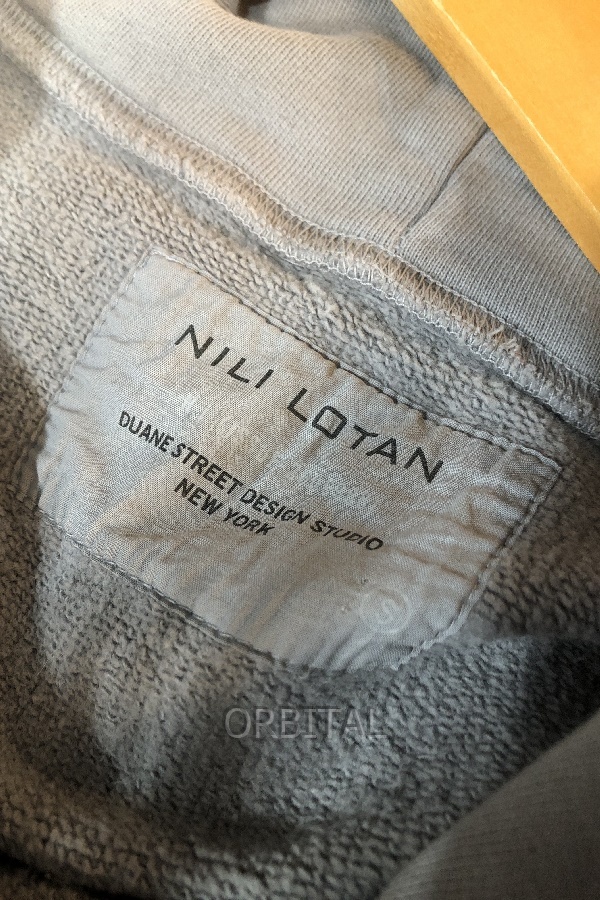 NILI LOTAN
DUANE STREET DESIGN STUDIO
NEW YORK
S
ORBITAL